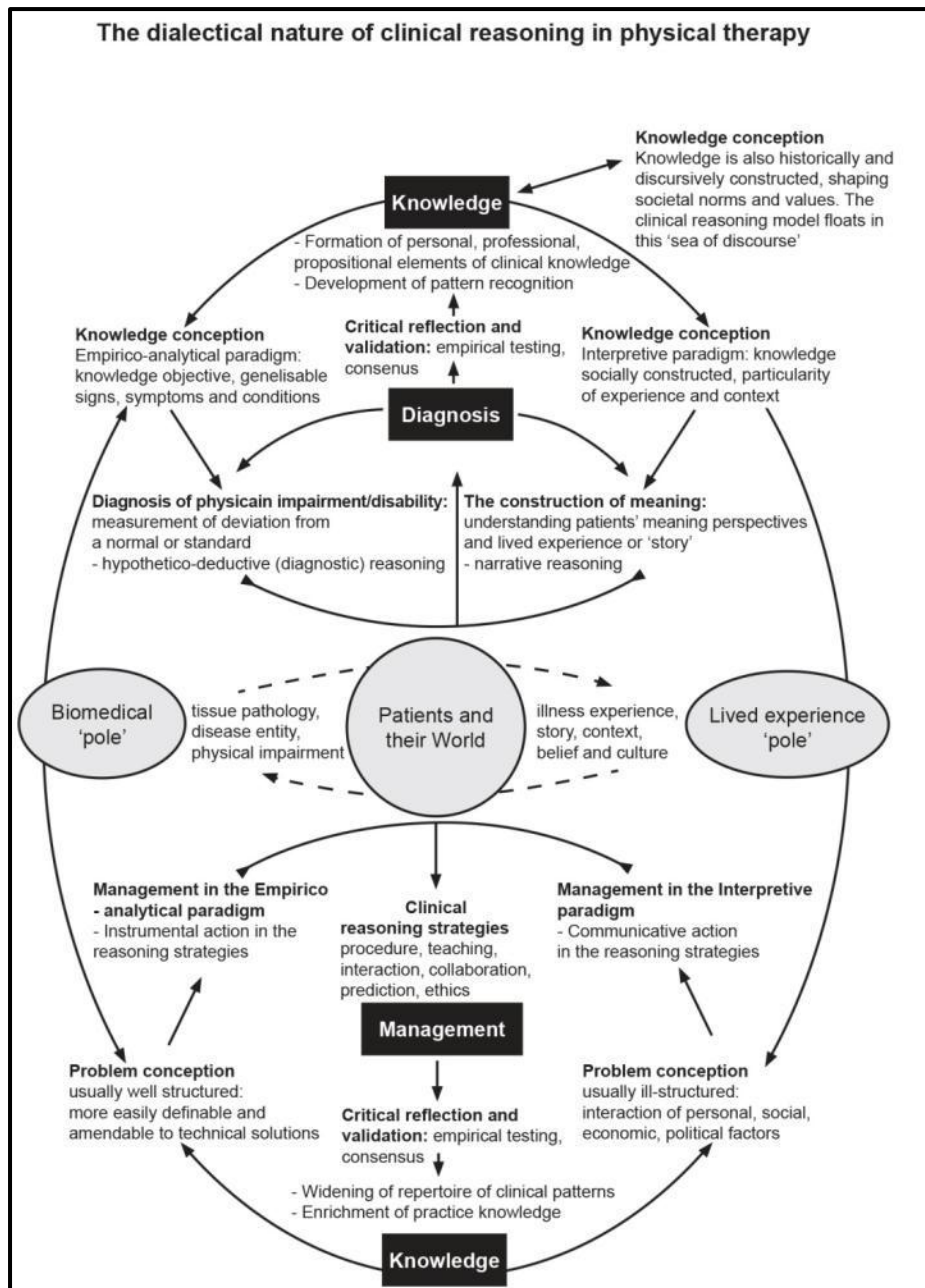 The dialectical nature of clinical reasoning in physical therapy
Knowledge conception
Knowledge is also historically and
discursively constructed, shaping
societal norms and values. The
clinical reasoning model floats in
this ‘sea of discourse’
Knowledge
- Formation of personal, professional,
propositional elements of clinical knowledge
- Development of pattern recognition
Knowledge conception
Empirico-analytical paradigm:
knowledge objective, genelisable
signs, symptoms and conditions
Critical reflection and
validation: empirical testing,
consenus
Knowledge conception
Interpretive paradigm: knowledge
socially constructed, particularity
of experience and context
Diagnosis
Diagnosis of physicain impairment/disability:
measurement of deviation from
a normal or standard
- hypothetico-deductive (diagnostic) reasoning
The construction of meaning:
understanding patients’ meaning perspectives
and lived experience or ‘story’
- narrative reasoning
Biomedical
‘pole’
tissue pathology,
disease entity,
physical impairment
Patients and
their World
illness experience,
story, context,
belief and culture
Lived experience
‘pole’
Management in the Empirico
- analytical paradigm
- Instrumental action in the
reasoning strategies
Clinical
reasoning strategies
procedure, teaching,
interaction, collaboration,
prediction, ethics
Management in the Interpretive
paradigm
- Communicative action
in the reasoning strategies
Management
Problem conception
usually well structured:
more easily definable and
amendable to technical solutions
Critical reflection and
validation: empirical testing,
consensus
Problem conception
usually ill-structured:
interaction of personal, social,
economic, political factors
- Widening of repertoire of clinical patterns
- Enrichment of practice knowledge
Knowledge